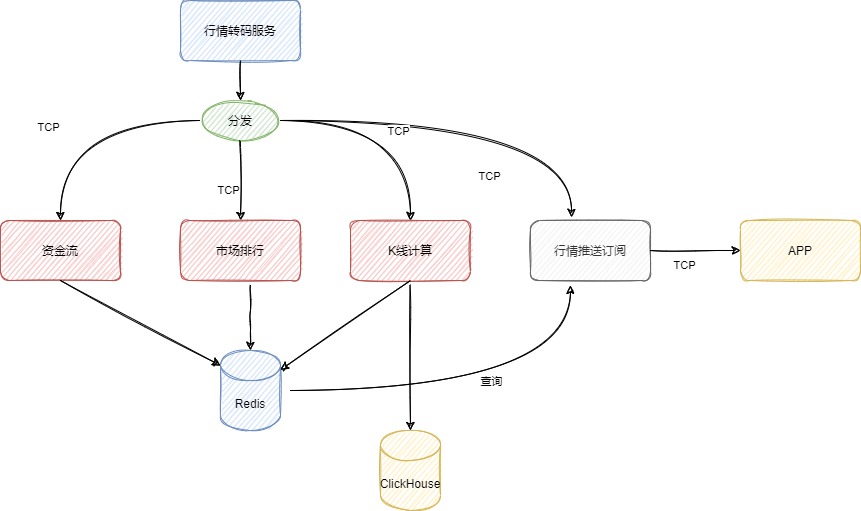 行情转码服务
分发
TCP
TCP
TCP
TCP
资金流
市场排行
K线计算
行情推送订阅
APP
TCP
查询
Redis
ClickHouse